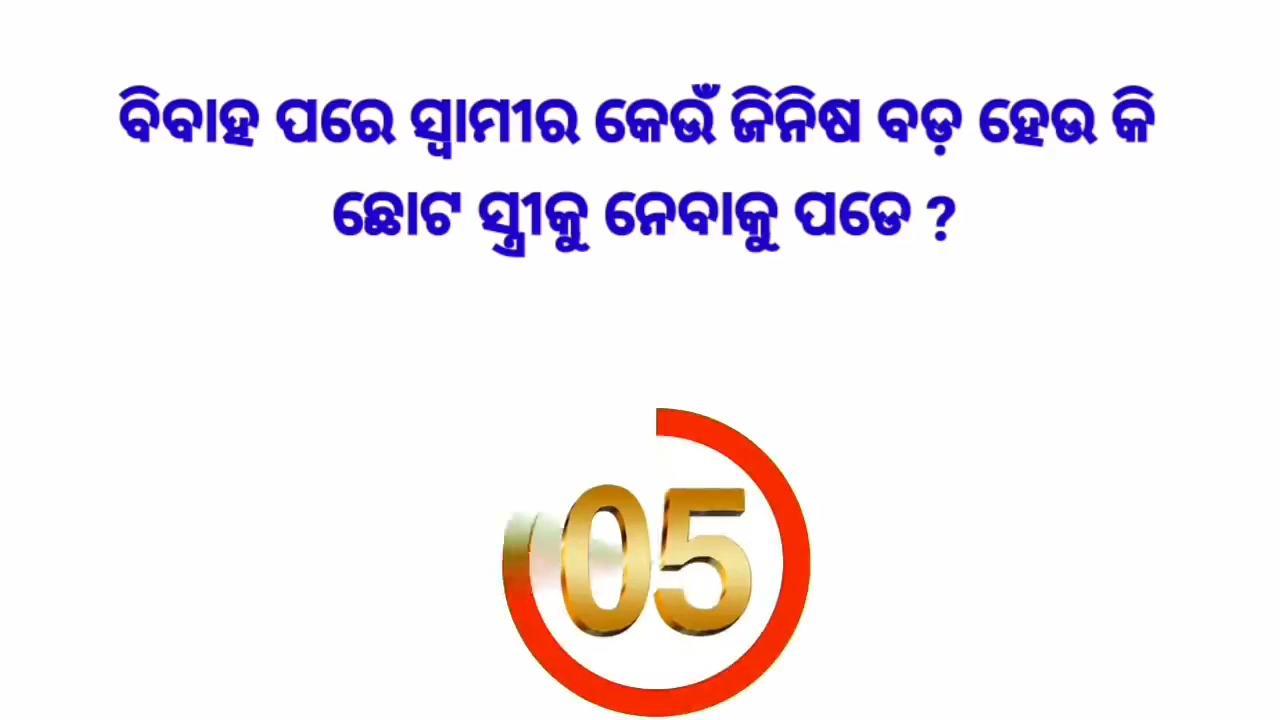 ବିବାହ ପରେ ସ୍ବାମୀର କେଉଁ ଜିନିଷ ବଡ଼ ହେଉ କି
ଛୋଟ ସ୍ତ୍ରୀକୁ ନେବାକୁ ପଡେ ?
05